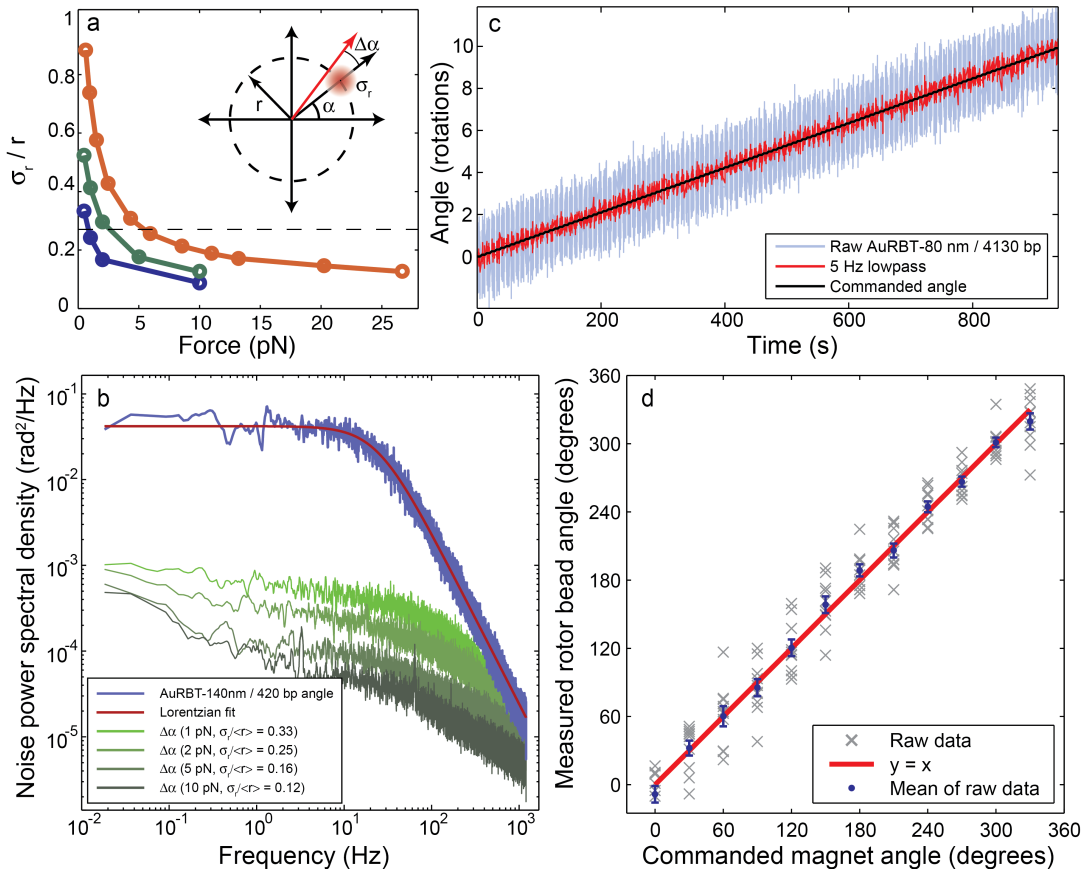 a
1
0.8
0.6
0.4
0.2
0
σr / r
0
5
10
15
20
25
Force (pN)
Δα
σr
r
α
c
10
8
6
4
2
0
-2
Angle (rotations)
Raw AuRBT-80 nm / 4130 bp
5 Hz lowpass
Commanded angle
0
200
400
600
800
Time (s)
b
10-1
10-2
10-3
10-4
10-5
Noise power spectral density (rad2/Hz)
AuRBT-140nm / 420 bp angle
Lorentzian fit
Δα (1 pN, σr/<r> = 0.33)
Δα (2 pN, σr/<r> = 0.25)
Δα (5 pN, σr/<r> = 0.16)
Δα (10 pN, σr/<r> = 0.12)
10-2
10-1
100
101
102
103
Frequency (Hz)
d
360
300
240
180
120
60
0
Measured rotor bead angle (degrees)
Raw data
y = x
Mean of raw data
0
60
120
180
240
300
360
Commanded magnet angle (degrees)